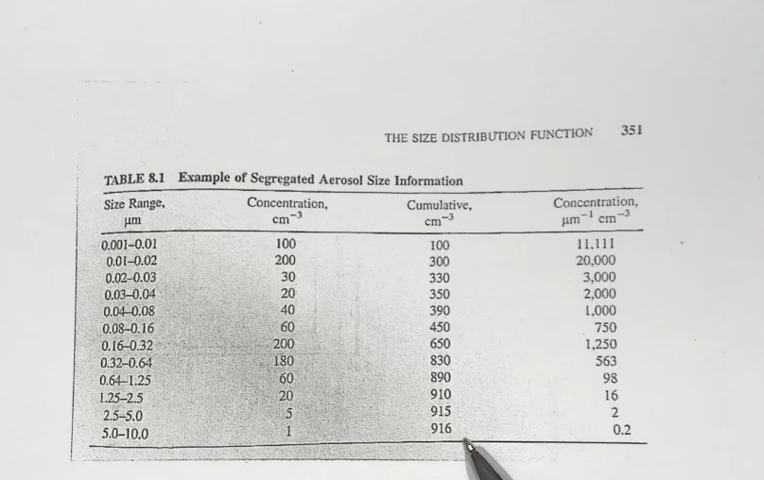 THE SIZE DISTRIBUTION FUNCTION 351
TABLE 8.1 Example of Segregated Aerosol Size Information
Size Range, Concentration, Cumulative, Concentration,
μm cm⁻³ cm⁻³ μm⁻¹ cm⁻³
0.001–0.01 100 100 11,111
0.01–0.02 200 300 20,000
0.02–0.03 30 330 3,000
0.03–0.04 20 350 2,000
0.04–0.08 40 390 1,000
0.08–0.16 60 450 750
0.16–0.32 200 650 1,250
0.32–0.64 180 830 563
0.64–1.25 60 890 98
1.25–2.5 20 910 16
2.5–5.0 5 915 2
5.0–10.0 1 916 0.2